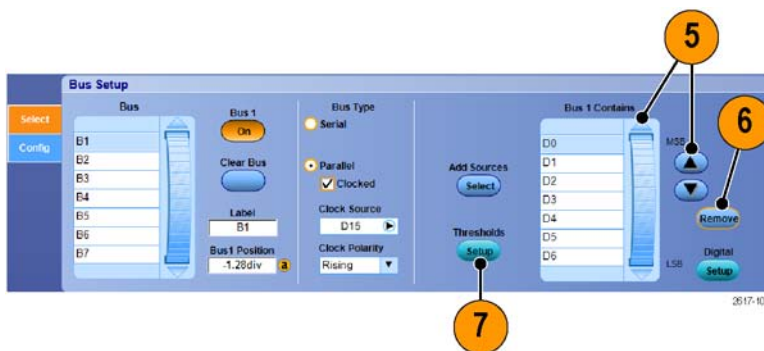 5
Bus Setup
Select
Config
Bus
B1
B2
B3
B4
B5
B6
B7
Bus 1
On
Clear Bus
Label
B1
Bus1 Position
-1.28div a
Bus Type
Serial
Parallel
Clocked
Clock Source
D15
Clock Polarity
Rising
Add Sources
Select
Thresholds
Setup
Bus 1 Contains
D0
D1
D2
D3
D4
D5
D6
MSB
LSB
6
Remove
Digital
Setup
7
2617-10